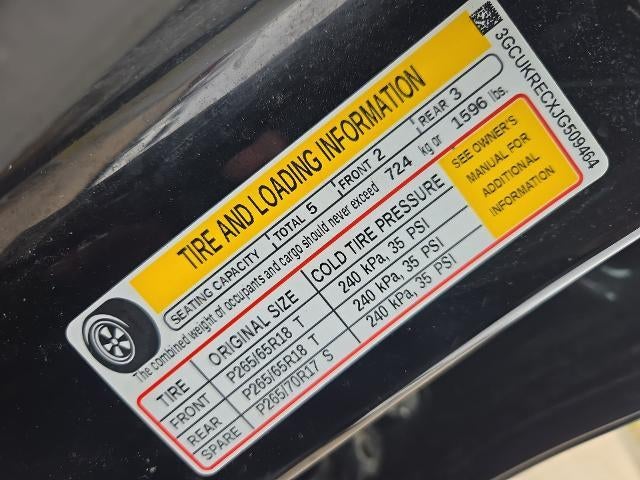 3GCUKRECXJG509464
TIRE AND LOADING INFORMATION
SEATING CAPACITY TOTAL 5 FRONT 2 REAR 3
The combined weight of occupants and cargo should never exceed 724 kg or 1596 lbs.
TIRE ORIGINAL SIZE COLD TIRE PRESSURE
FRONT P265/65R18 T 240 kPa, 35 PSI
REAR P265/65R18 T 240 kPa, 35 PSI
SPARE P265/70R17 S 240 kPa, 35 PSI
SEE OWNER'S
MANUAL FOR
ADDITIONAL
INFORMATION